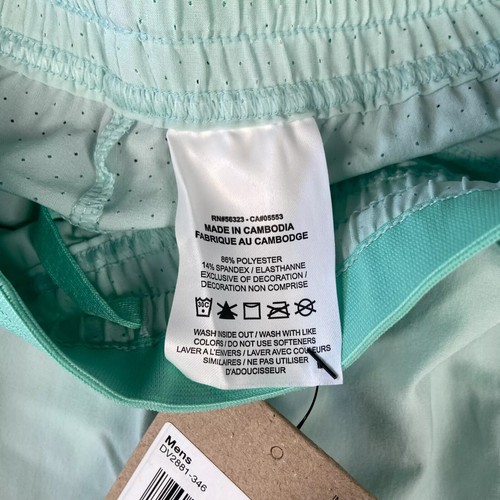 RN#56323 - CA#05553
MADE IN CAMBODIA
FABRIQUE AU CAMBODGE
86% POLYESTER
14% SPANDEX / ELASTHANNE
EXCLUSIVE OF DECORATION /
DECORATION NON COMPRISE
30C
WASH INSIDE OUT / WASH WITH LIKE
COLORS / DO NOT USE SOFTENERS
LAVER A L'ENVERS / LAVER AVEC COULEURS
SIMILAIRES / NE PAS UTILISER
D'ADOUCISSEUR
Mens
DV2881-346